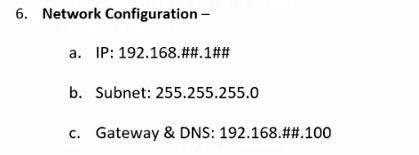 6. Network Configuration –
a. IP: 192.168.##.1##
b. Subnet: 255.255.255.0
c. Gateway & DNS: 192.168.##.100